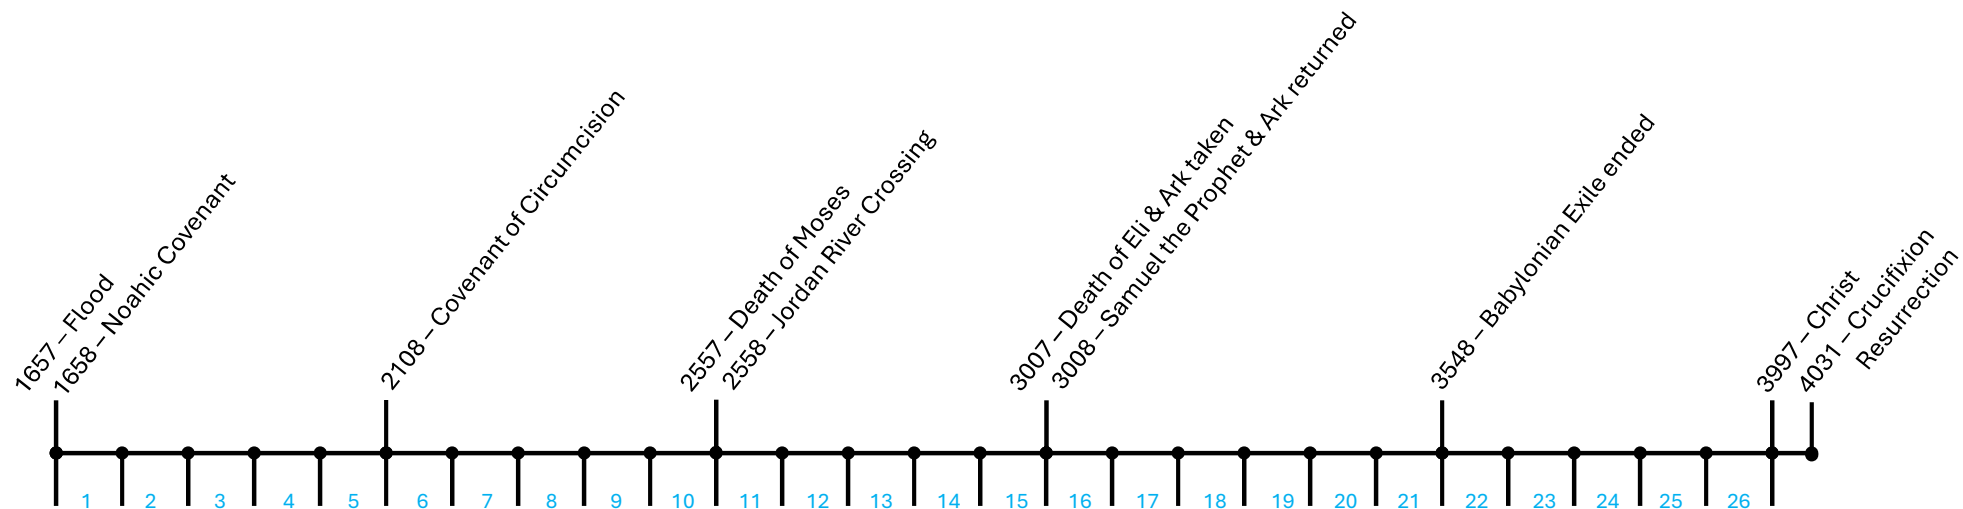 1657 – Flood
1658 – Noahic Covenant
2108 – Covenant of Circumcision
2557 – Death of Moses
2558 – Jordan River Crossing
3007 – Death of Eli & Ark taken
3008 – Samuel the Prophet & Ark returned
3548 – Babylonian Exile ended
3997 – Christ
4031 – Crucifixion
Resurrection
1 2 3 4 5 6 7 8 9 10 11 12 13 14 15 16 17 18 19 20 21 22 23 24 25 26